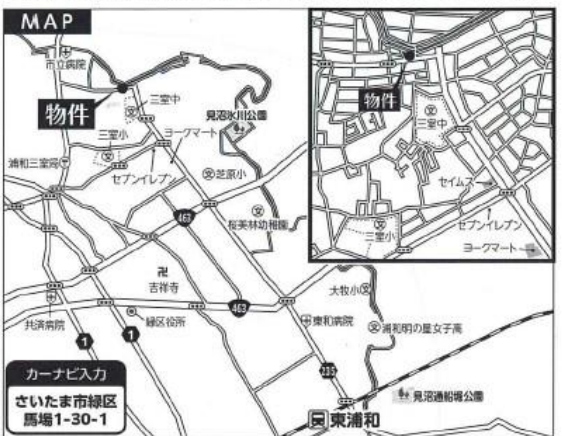 MAP
市立病院
物件
三室中
三室小
見沼氷川公園
ヨークマート
浦和三室局
セブンイレブン
芝原小
463
桜美林幼稚園
卍
吉祥寺
463
大牧小
共済病院
緑区役所
東和病院
浦和明の星女子高
1
1
235
見沼通船堀公園
東浦和
カーナビ入力
さいたま市緑区
馬場1-30-1
物件
三室中
セイムス
三室小
セブンイレブン
ヨークマート